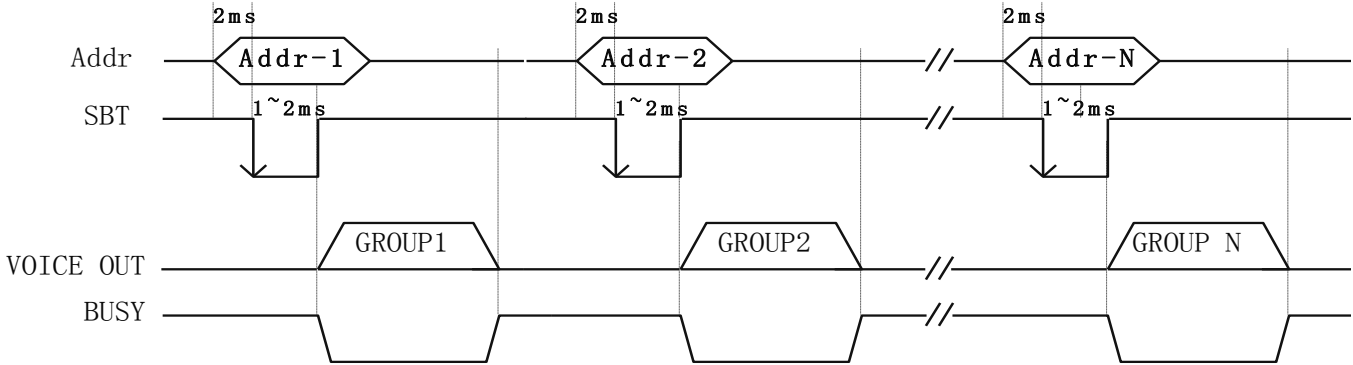 2ms 2ms 2ms
Addr Addr-1 Addr-2 Addr-N
1~2ms 1~2ms 1~2ms
SBT
GROUP1 GROUP2 GROUP N
VOICE OUT
BUSY